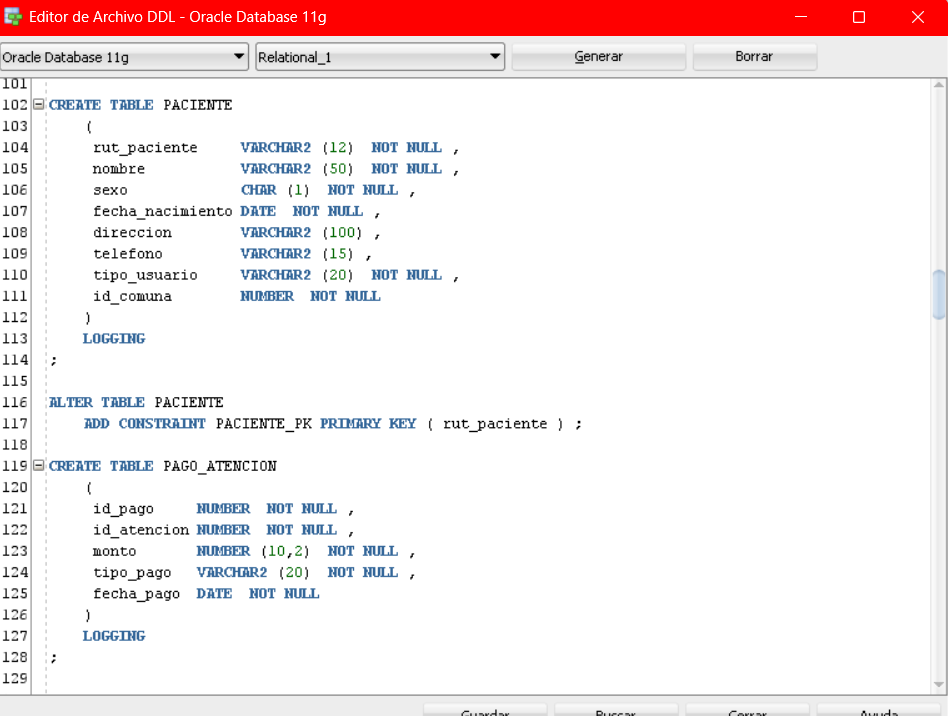 Editor de Archivo DDL - Oracle Database 11g
Oracle Database 11g Relational_1 Generar Borrar
101
102 CREATE TABLE PACIENTE
103 (
104 rut_paciente VARCHAR2 (12) NOT NULL ,
105 nombre VARCHAR2 (50) NOT NULL ,
106 sexo CHAR (1) NOT NULL ,
107 fecha_nacimiento DATE NOT NULL ,
108 direccion VARCHAR2 (100) ,
109 telefono VARCHAR2 (15) ,
110 tipo_usuario VARCHAR2 (20) NOT NULL ,
111 id_comuna NUMBER NOT NULL
112 )
113 LOGGING
114 ;
115
116 ALTER TABLE PACIENTE
117 ADD CONSTRAINT PACIENTE_PK PRIMARY KEY ( rut_paciente ) ;
118
119 CREATE TABLE PAGO_ATENCION
120 (
121 id_pago NUMBER NOT NULL ,
122 id_atencion NUMBER NOT NULL ,
123 monto NUMBER (10,2) NOT NULL ,
124 tipo_pago VARCHAR2 (20) NOT NULL ,
125 fecha_pago DATE NOT NULL
126 )
127 LOGGING
128 ;
129
Guardar Buscar Cerrar Ayuda